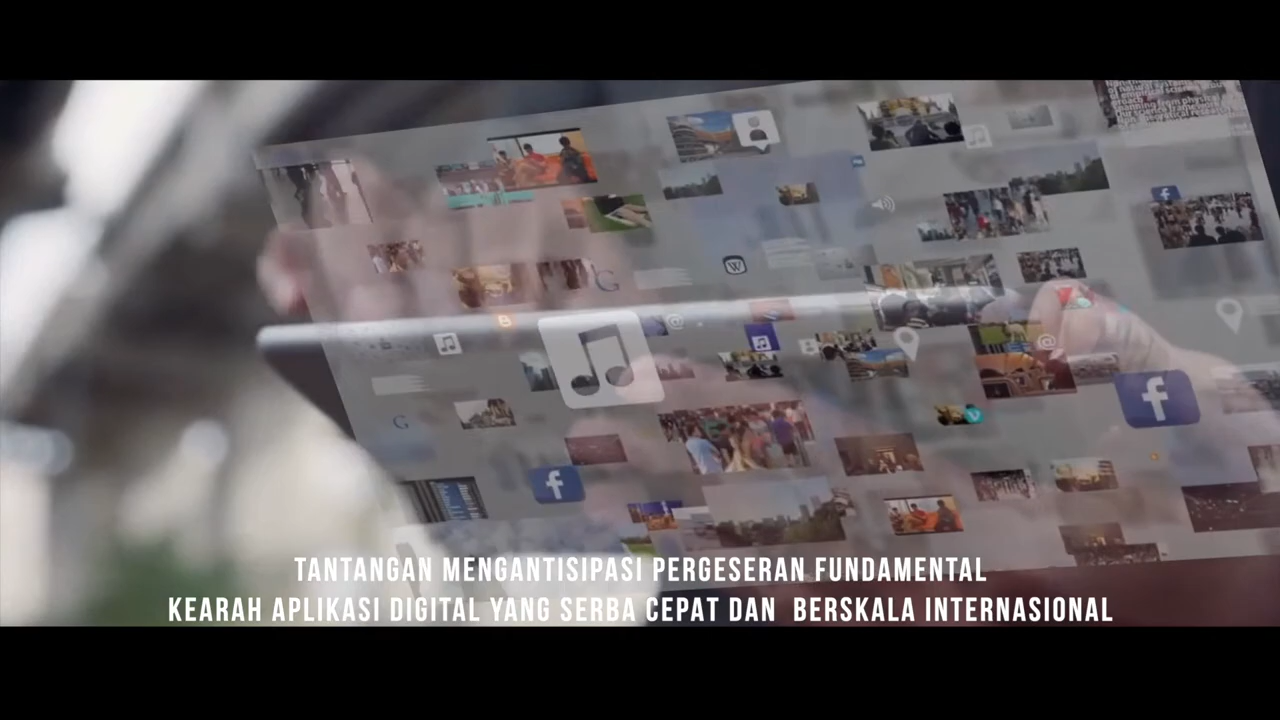 W
G
@
@
f
G
f
f
TANTANGAN MENGANTISIPASI PERGESERAN FUNDAMENTAL
KEARAH APLIKASI DIGITAL YANG SERBA CEPAT DAN BERSKALA INTERNASIONAL